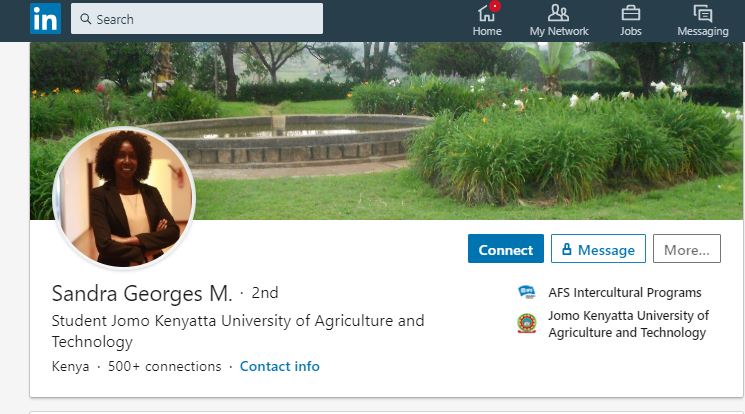 in
Search
Home
My Network
Jobs
Messaging
Connect
Message
More...
Sandra Georges M. · 2nd
Student Jomo Kenyatta University of Agriculture and
Technology
Kenya · 500+ connections · Contact info
AFS Intercultural Programs
Jomo Kenyatta University of
Agriculture and Technology